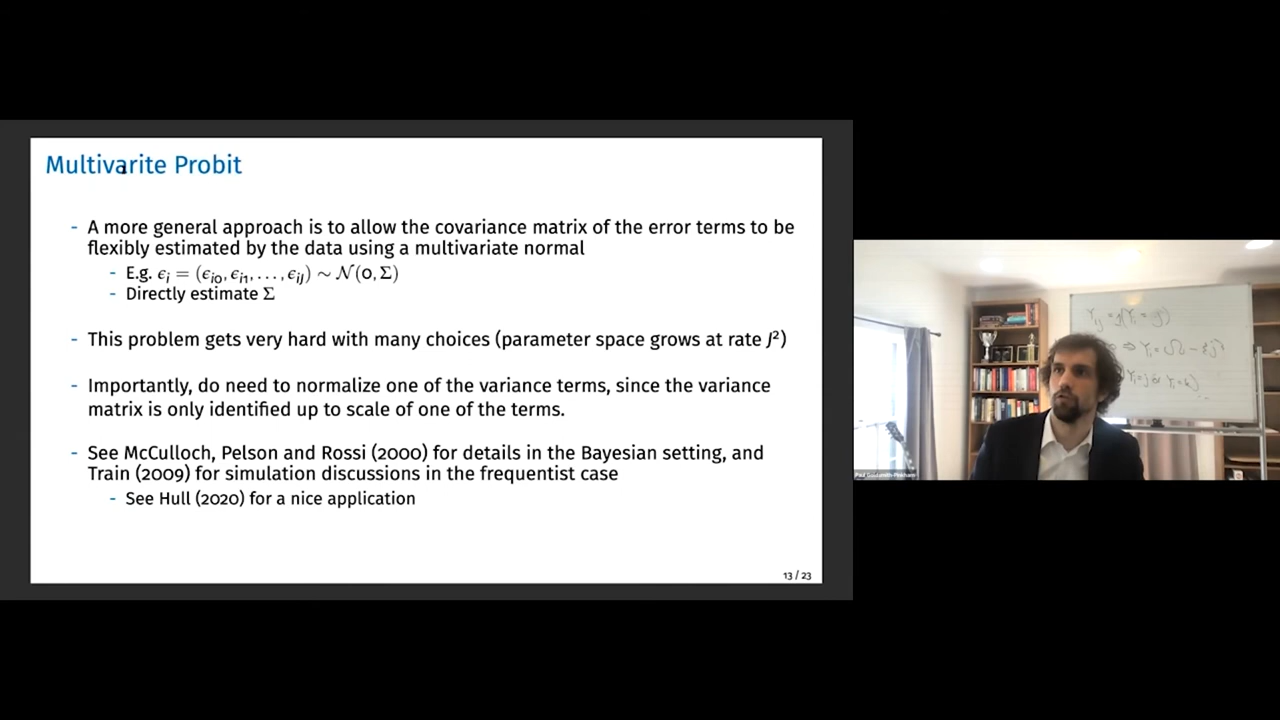 Multivarite Probit
- A more general approach is to allow the covariance matrix of the error terms to be
flexibly estimated by the data using a multivariate normal
- E.g. ϵᵢ = (ϵᵢ₀, ϵᵢ₁, . . . , ϵᵢJ) ∼ 𝒩(0, Σ)
- Directly estimate Σ
- This problem gets very hard with many choices (parameter space grows at rate J²)
- Importantly, do need to normalize one of the variance terms, since the variance
matrix is only identified up to scale of one of the terms.
- See McCulloch, Pelson and Rossi (2000) for details in the Bayesian setting, and
Train (2009) for simulation discussions in the frequentist case
- See Hull (2020) for a nice application
13 / 23
Paul Goldsmith-Pinkham